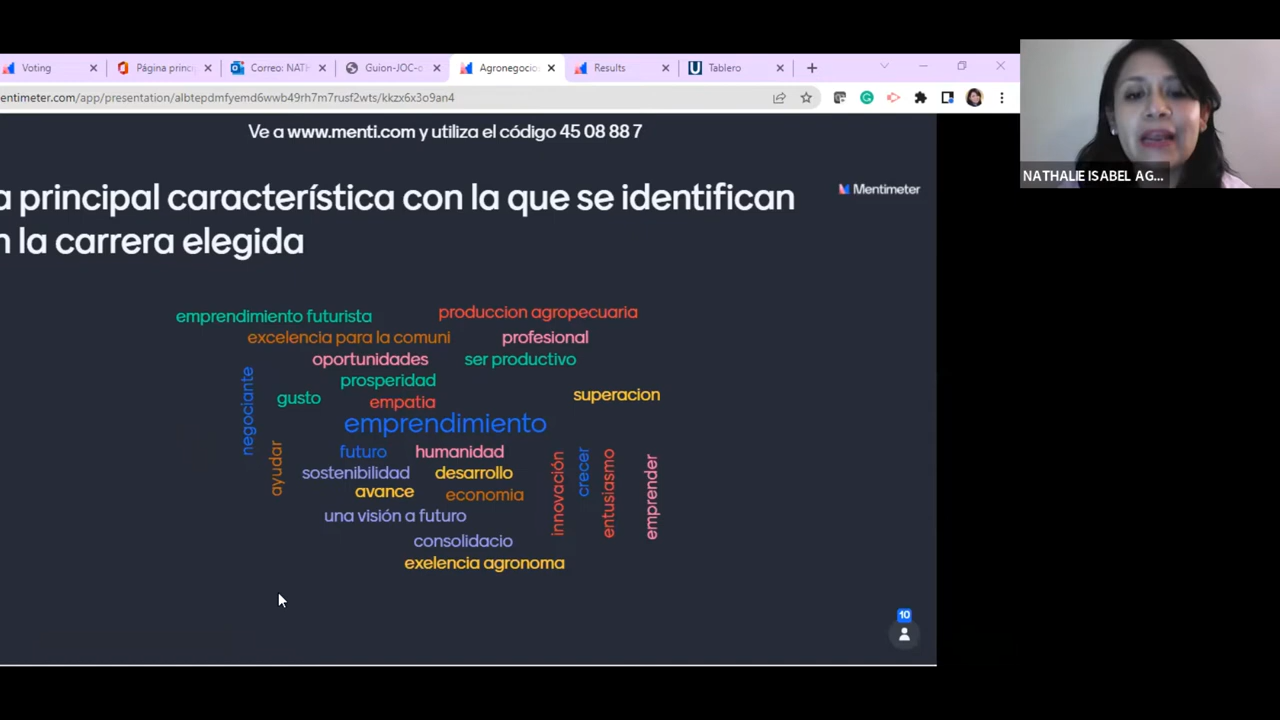 Voting
Página princi
Correo: NATH
Guion-JOC-o
Agronegocio
Results
Tablero
entimeter.com/app/presentation/albtepdmfyemd6wwb49rh7m7rusf2wts/kkzx6x3o9an4
Ve a www.menti.com y utiliza el código 45 08 88 7
a principal característica con la que se identifican
n la carrera elegida
Mentimeter
NATHALIE ISABEL AG...
emprendimiento futurista
produccion agropecuaria
excelencia para la comuni
profesional
oportunidades
ser productivo
prosperidad
negociante
gusto
empatia
superacion
emprendimiento
ayudar
futuro
humanidad
sostenibilidad
desarrollo
innovación
crecer
entusiasmo
emprender
avance
economia
una visión a futuro
consolidacio
exelencia agronoma
10